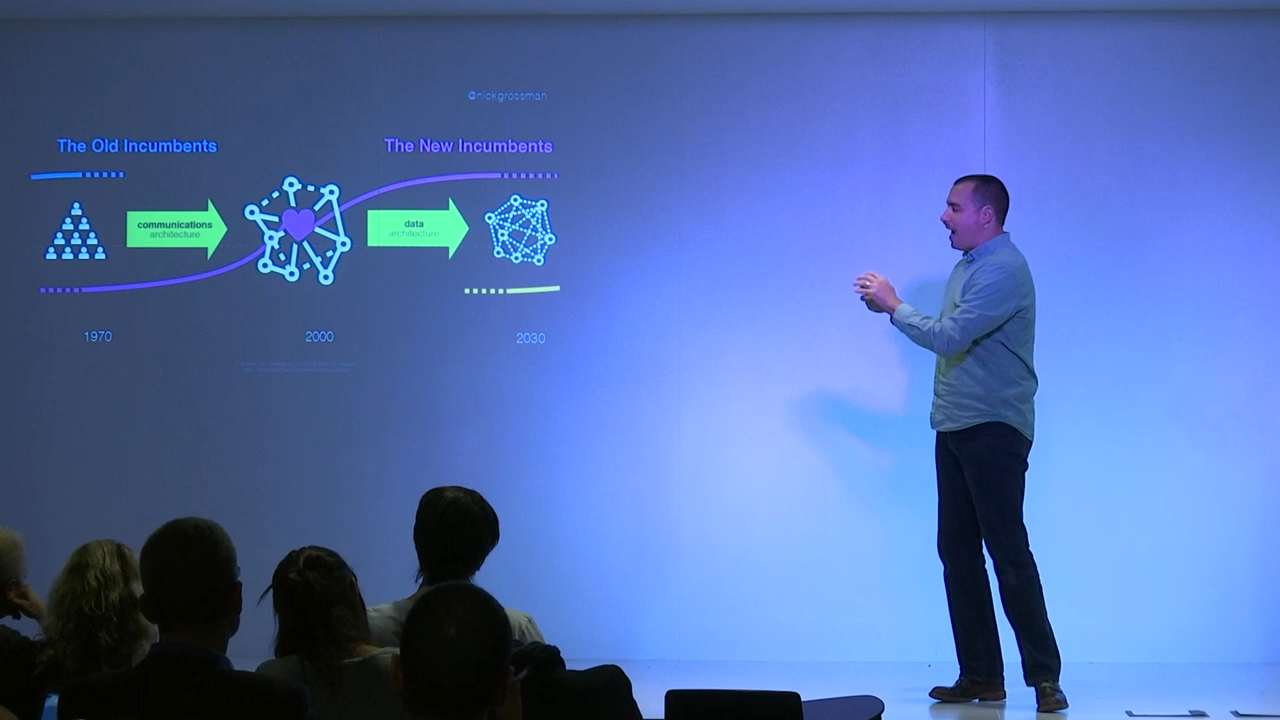 @nickgrossman
The Old Incumbents
The New Incumbents
communications
architecture
data
architecture
1970
2000
2030